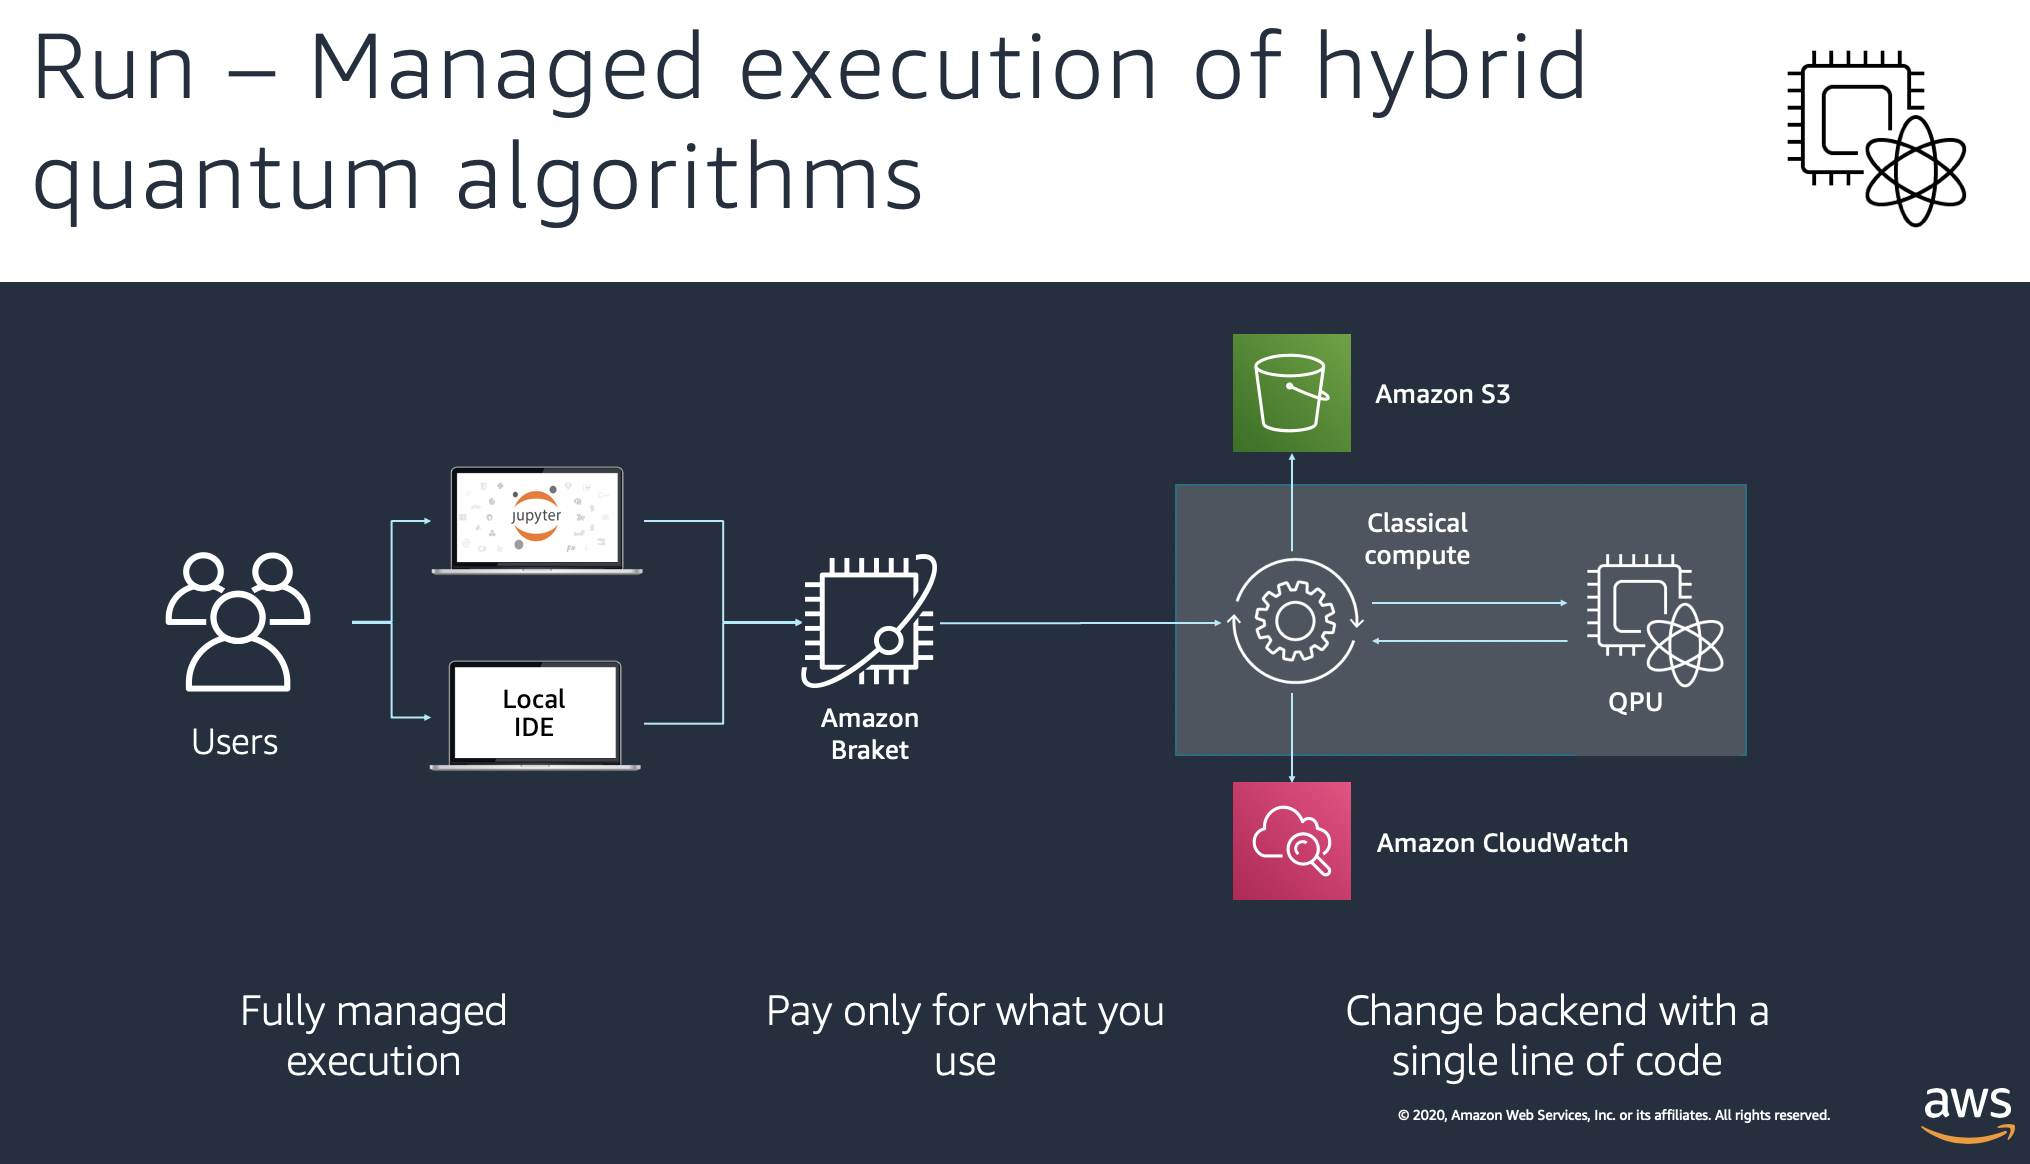 Run – Managed execution of hybrid
quantum algorithms
Amazon S3
jupyter
Classical
compute
Local
IDE
QPU
Users
Amazon
Braket
Amazon CloudWatch
Fully managed
execution
Pay only for what you
use
Change backend with a
single line of code
© 2020, Amazon Web Services, Inc. or its affiliates. All rights reserved.
aws